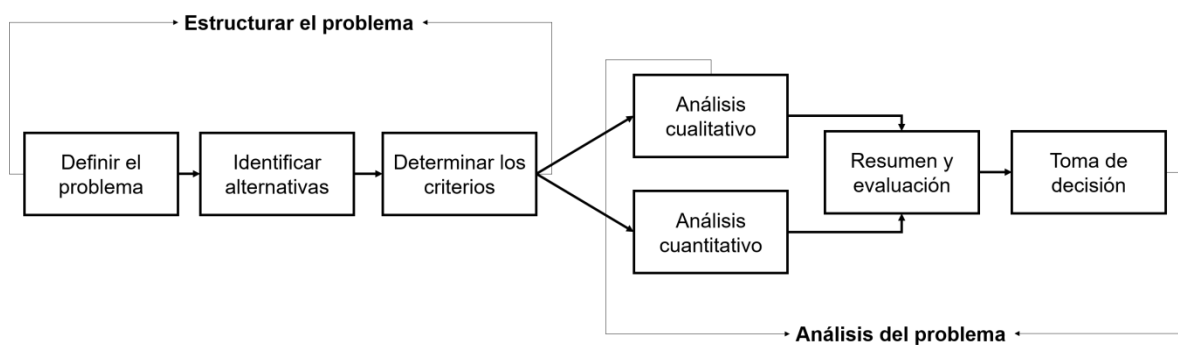 Estructurar el problema
Definir el
problema
Identificar
alternativas
Determinar los
criterios
Análisis
cualitativo
Análisis
cuantitativo
Resumen y
evaluación
Toma de
decisión
Análisis del problema